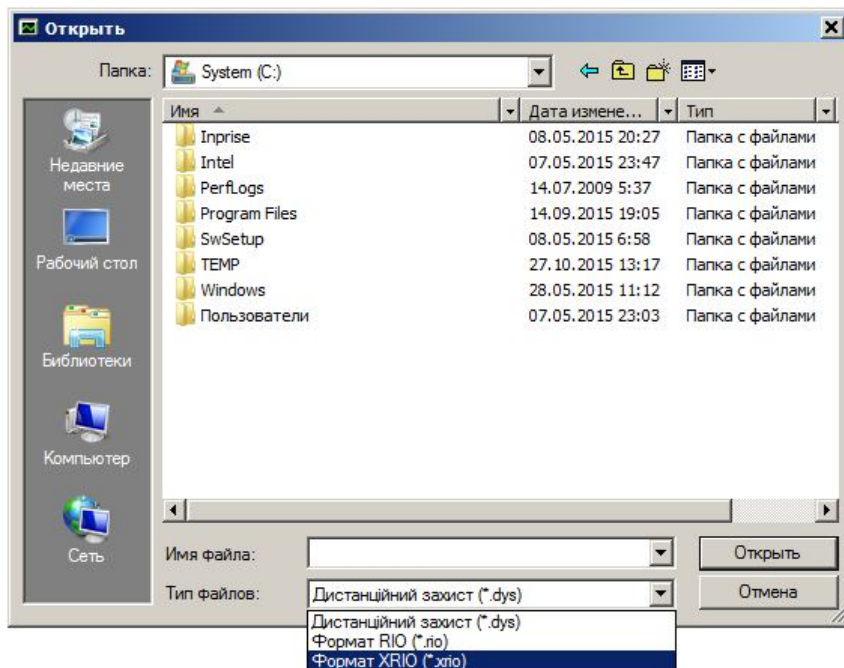 Открыть
Папка: System (C:)
Имя Дата измене... Тип
Inprise 08.05.2015 20:27 Папка с файлами
Intel 07.05.2015 23:47 Папка с файлами
PerfLogs 14.07.2009 5:37 Папка с файлами
Program Files 14.09.2015 19:05 Папка с файлами
SwSetup 08.05.2015 6:58 Папка с файлами
TEMP 27.10.2015 13:17 Папка с файлами
Windows 28.05.2015 11:12 Папка с файлами
Пользователи 07.05.2015 23:03 Папка с файлами
Недавние
места
Рабочий стол
Библиотеки
Компьютер
Сеть
Имя файла: Открыть
Тип файлов: Дистанційний захист (*.dys) Отмена
Дистанційний захист (*.dys)
Формат RIO (*.rio)
Формат XRIO (*.xrio)